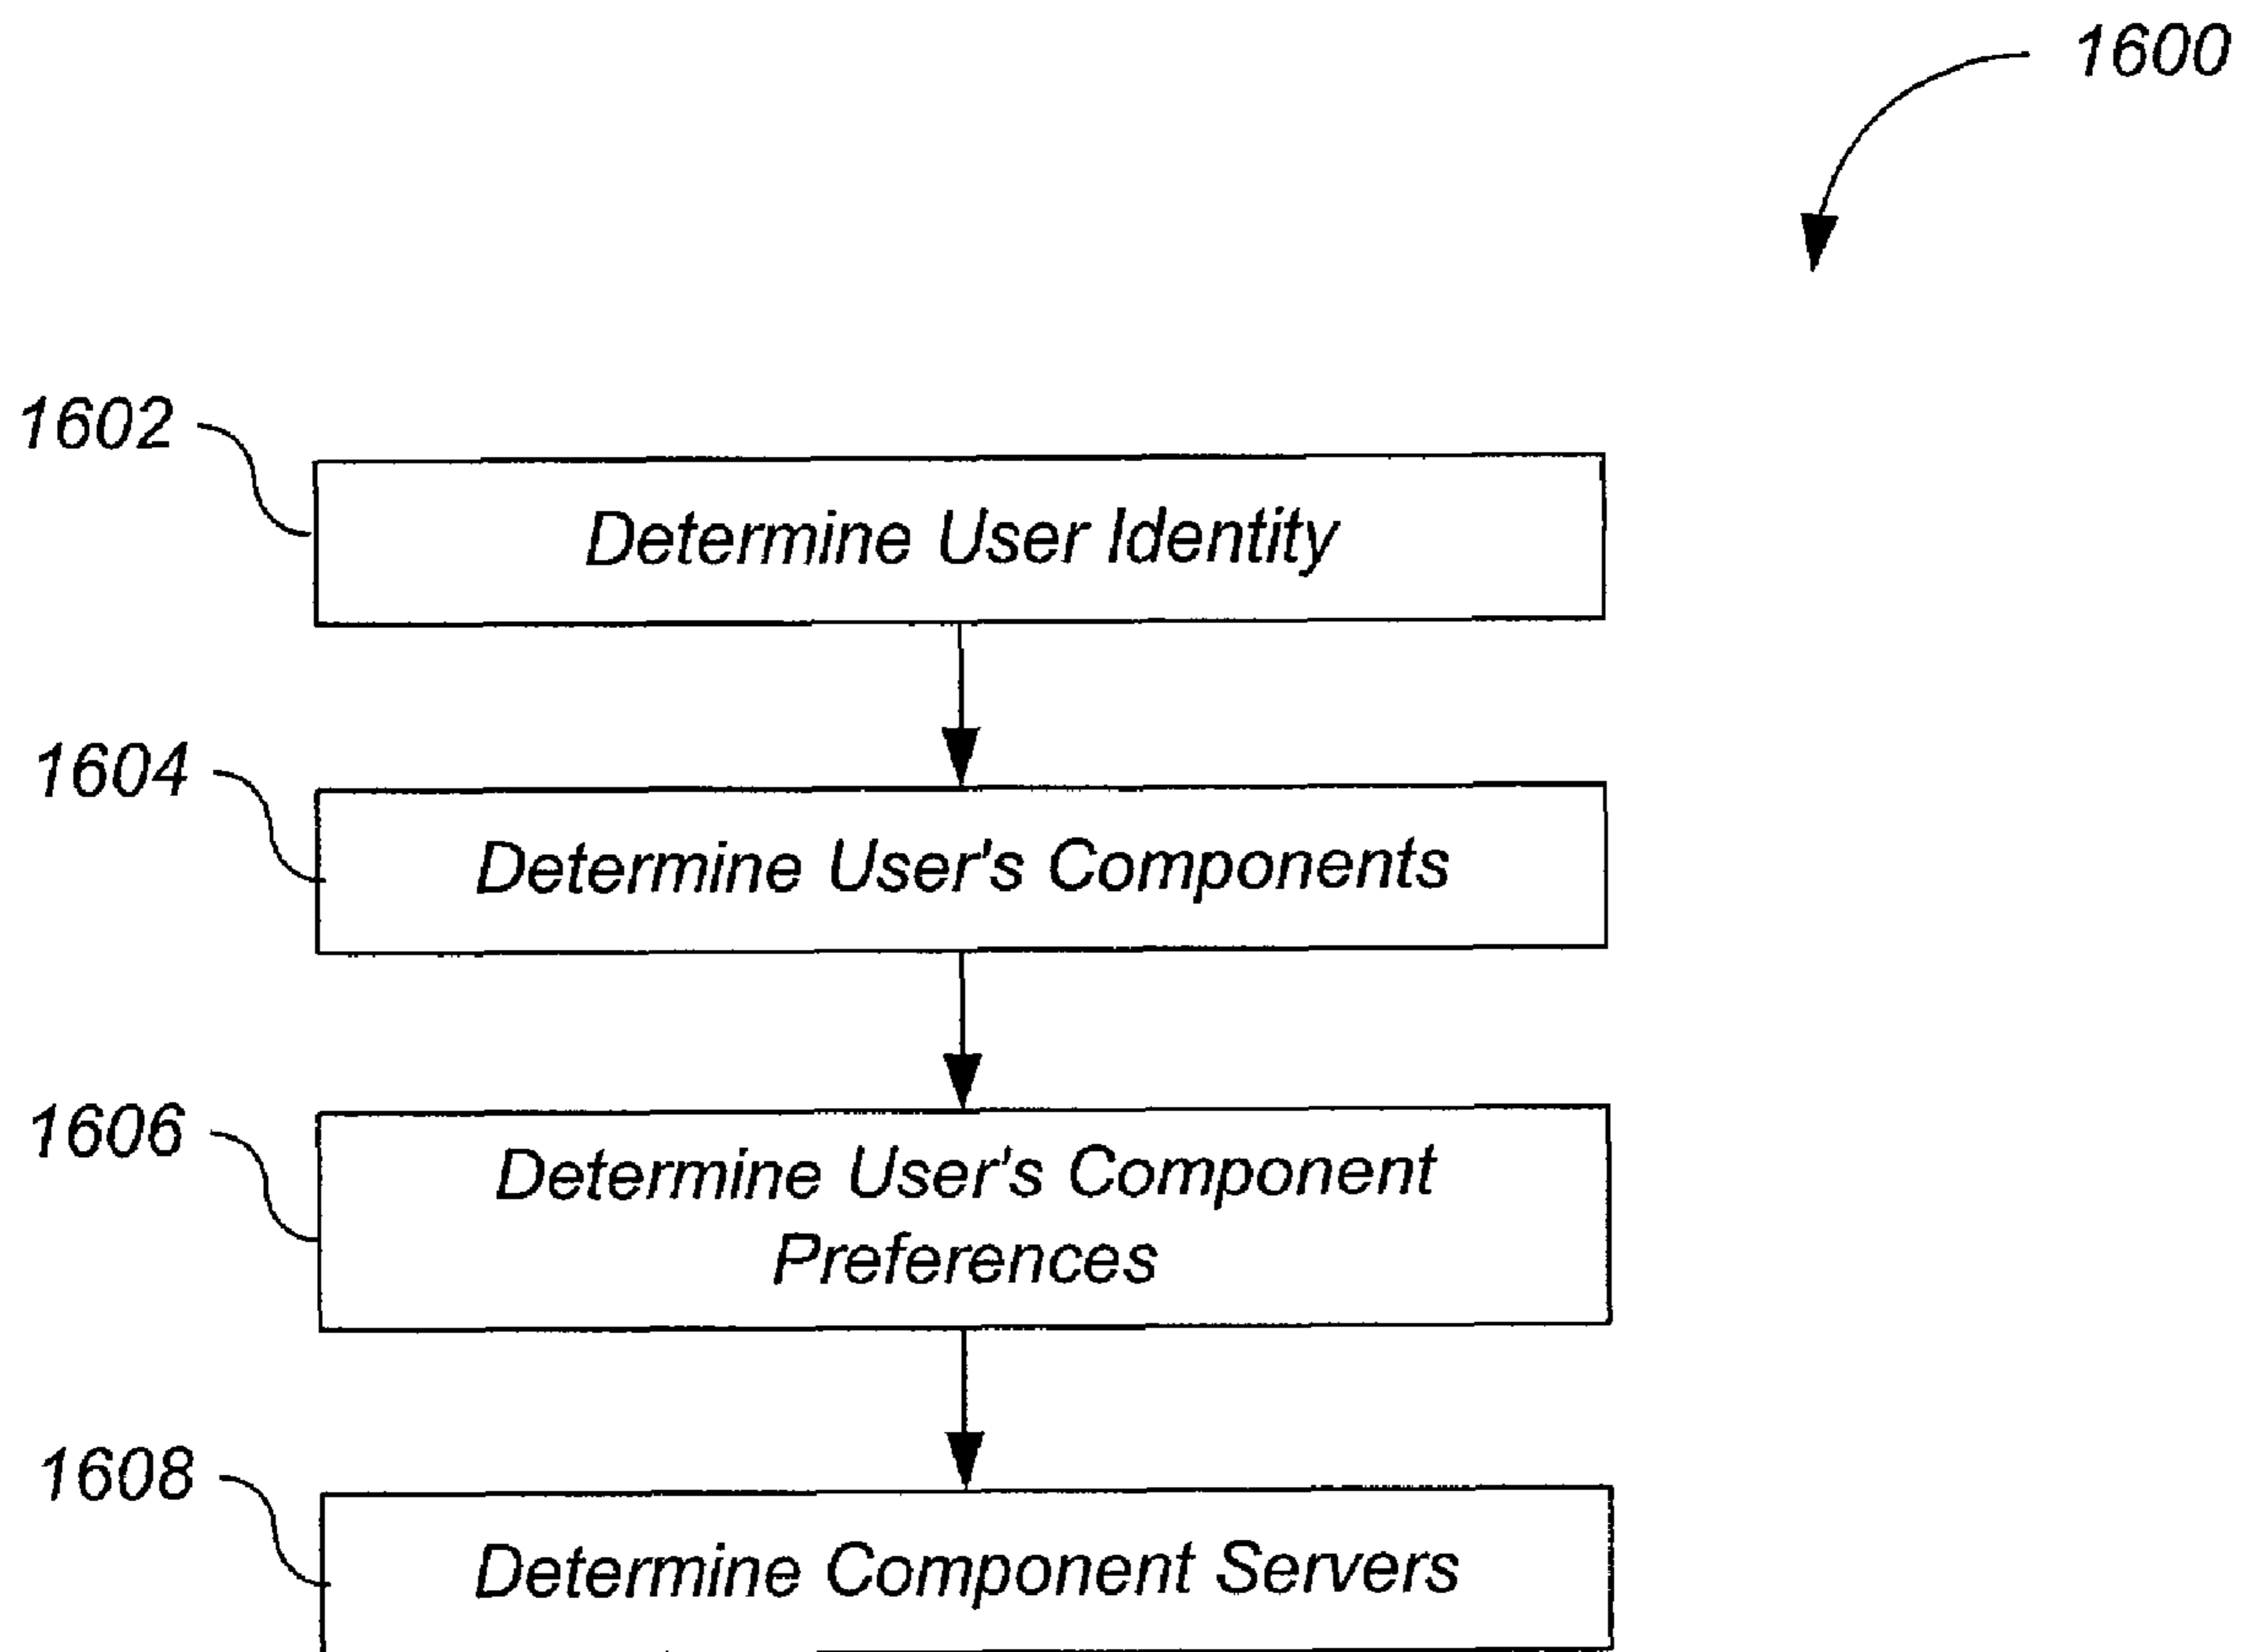 1600
1602
Determine User Identity
1604
Determine User's Components
1606
Determine User's Component
Preferences
1608
Determine Component Servers